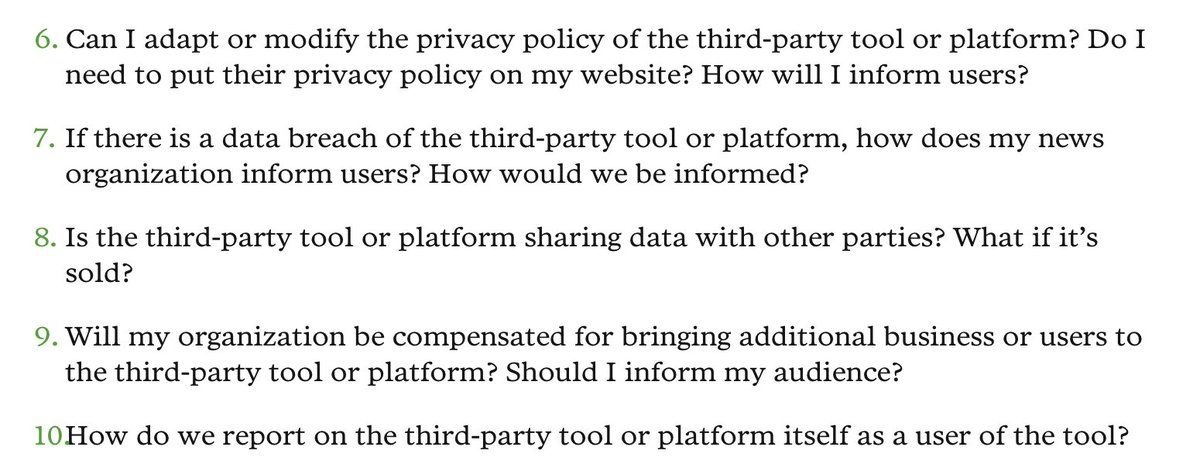 6. Can I adapt or modify the privacy policy of the third-party tool or platform? Do I
need to put their privacy policy on my website? How will I inform users?
7. If there is a data breach of the third-party tool or platform, how does my news
organization inform users? How would we be informed?
8. Is the third-party tool or platform sharing data with other parties? What if it’s
sold?
9. Will my organization be compensated for bringing additional business or users to
the third-party tool or platform? Should I inform my audience?
10.How do we report on the third-party tool or platform itself as a user of the tool?